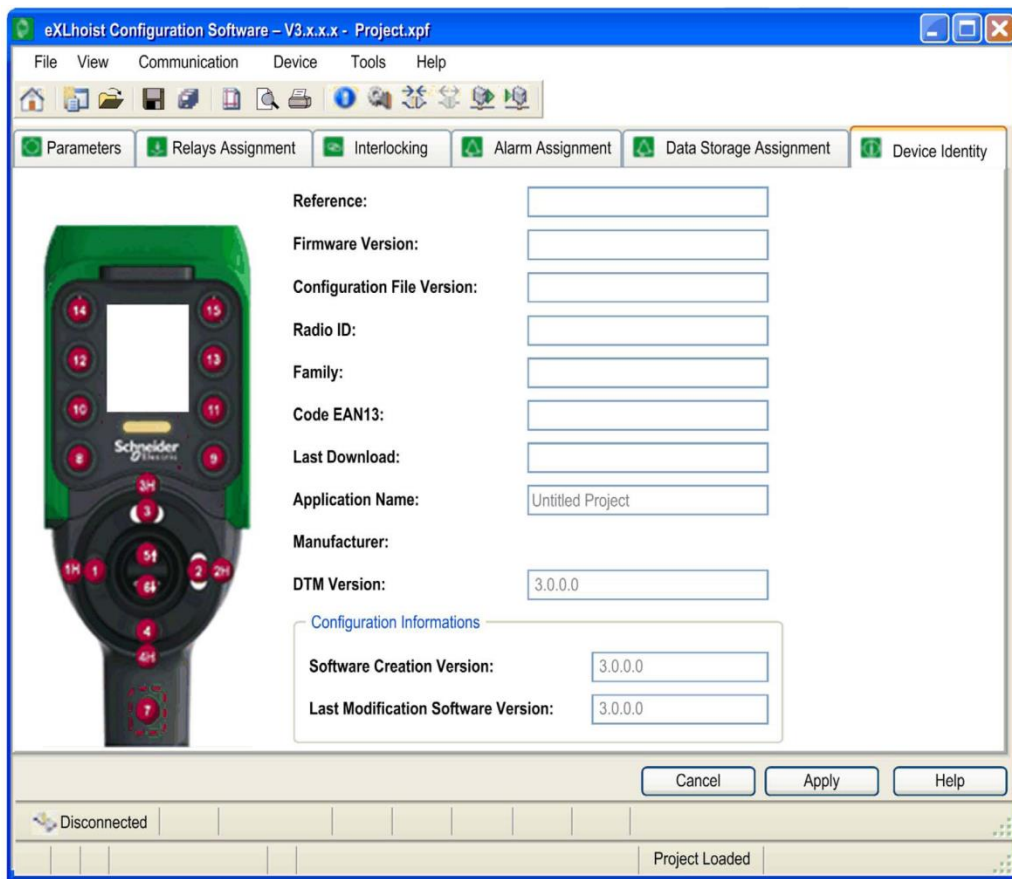 eXLhoist Configuration Software – V3.x.x.x - Project.xpf
File View Communication Device Tools Help
Parameters Relays Assignment Interlocking Alarm Assignment Data Storage Assignment Device Identity
Reference:
Firmware Version:
Configuration File Version:
Radio ID:
Family:
Code EAN13:
Last Download:
Application Name: Untitled Project
Manufacturer:
DTM Version: 3.0.0.0
Configuration Informations
Software Creation Version: 3.0.0.0
Last Modification Software Version: 3.0.0.0
14 15
12 13
10 11
Schneider
Electric
8 9
3H
3
5↑
1H 1 2 2H
6↓
4
4H
7
Cancel Apply Help
Disconnected
Project Loaded